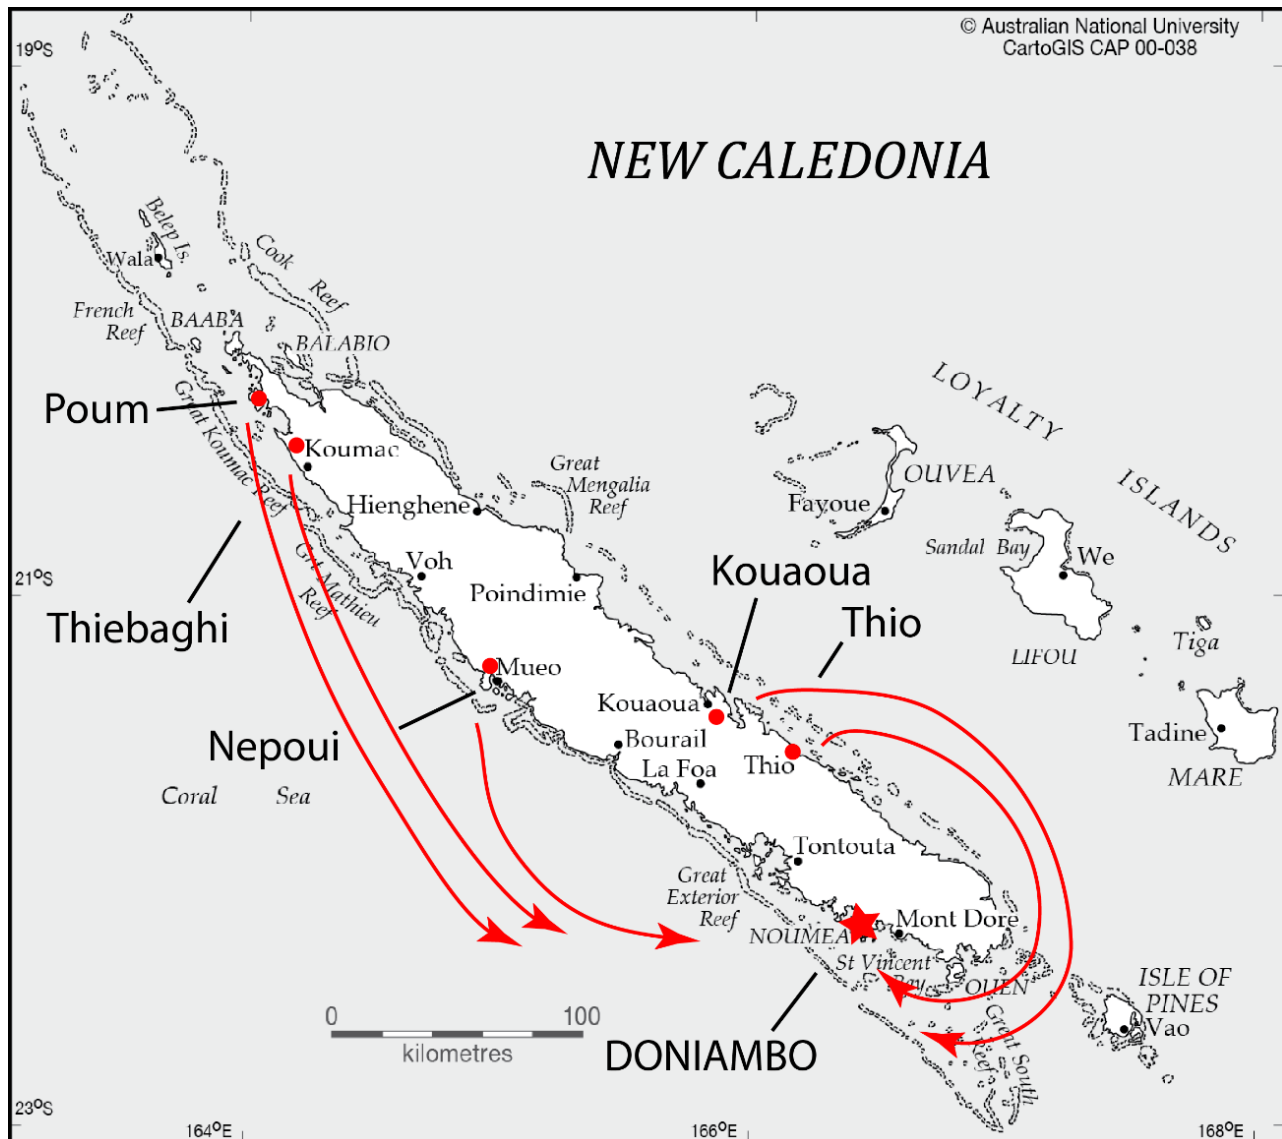 © Australian National University
CartoGIS CAP 00-038
19°S
NEW CALEDONIA
Belep Is.
Wala
Cook Reef
French
Reef
BAABA
BALABIO
LOYALTY ISLANDS
Poum
Great Koumac Reef
Koumac
Great
Mengalia
Reef
OUVEA
Hienghene
Fayoue
Sandal Bay
We
Voh
Grt Mathieu
Reef
Kouaoua
21°S
Poindimie
Thio
Thiebaghi
Tiga
LIFOU
Mueo
Kouaoua
Nepoui
Bourail
Tadine
La Foa
Thio
MARE
Coral Sea
Tontouta
Great
Exterior
Reef
Mont Dore
NOUMEA
St Vincent
Bay
OUEN
ISLE OF
PINES
Vao
0 100
kilometres
DONIAMBO
Great South
Reef
23°S
164°E
166°E
168°E